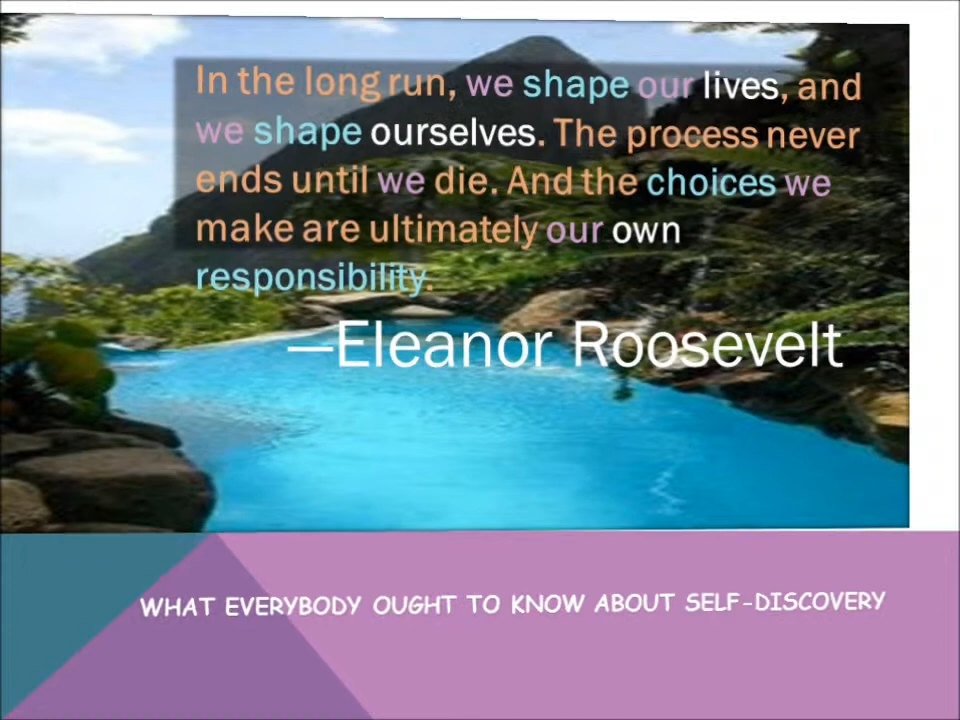 In the long run, we shape our lives, and
we shape ourselves. The process never
ends until we die. And the choices we
make are ultimately our own
responsibility.
—Eleanor Roosevelt
WHAT EVERYBODY OUGHT TO KNOW ABOUT SELF-DISCOVERY